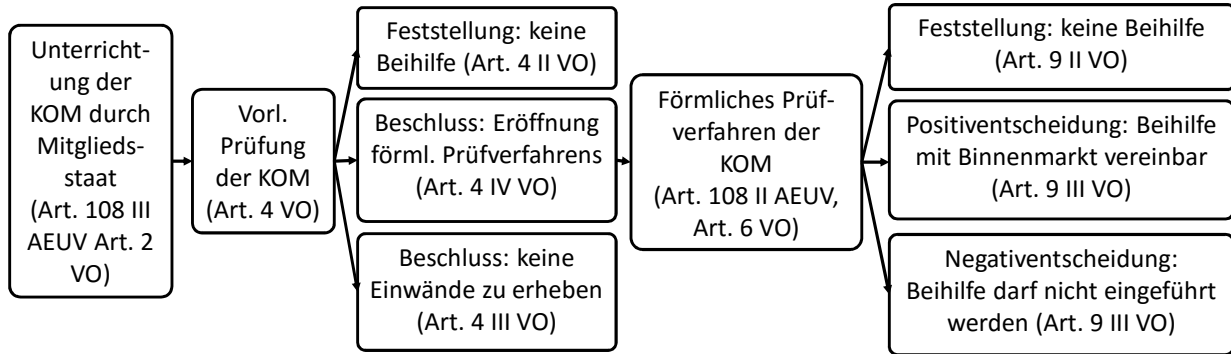 Unterricht-
ung der
KOM durch
Mitglieds-
staat
(Art. 108 III
AEUV Art. 2
VO)
Vorl.
Prüfung
der KOM
(Art. 4 VO)
Feststellung: keine
Beihilfe (Art. 4 II VO)
Beschluss: Eröffnung
förml. Prüfverfahrens
(Art. 4 IV VO)
Beschluss: keine
Einwände zu erheben
(Art. 4 III VO)
Förmliches Prüf-
verfahren der
KOM
(Art. 108 II AEUV,
Art. 6 VO)
Feststellung: keine Beihilfe
(Art. 9 II VO)
Positiventscheidung: Beihilfe
mit Binnenmarkt vereinbar
(Art. 9 III VO)
Negativentscheidung:
Beihilfe darf nicht eingeführt
werden (Art. 9 III VO)